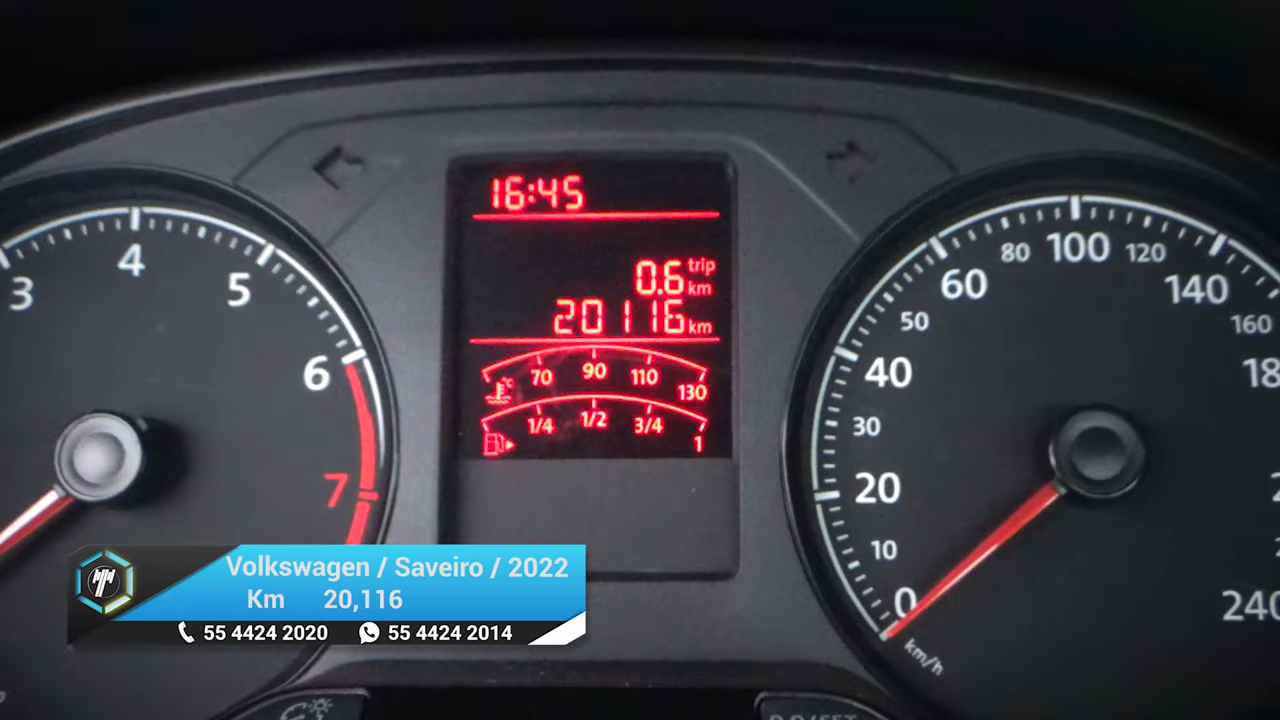 16:45
0.6 trip km
20116 km
70 90 110 130
°C
1/4 1/2 3/4 1
3 4 5 6 7
0 10 20 30 40 50 60 80 100 120 140 160
240
km/h
Volkswagen / Saveiro / 2022
Km 20,116
55 4424 2020 55 4424 2014